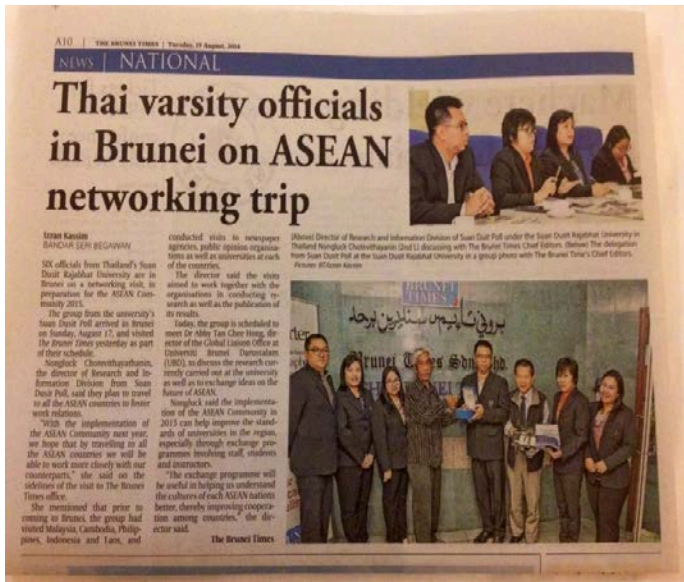 A10 | THE BRUNEI TIMES | Tuesday, 19 August, 2014
NEWS | NATIONAL
Thai varsity officials
in Brunei on ASEAN
networking trip
Izzan Kassim
BANDAR SERI BEGAWAN
SIX officials from Thailand's Suan
Dusit Rajabhat University are in
Brunei on a networking visit, in
preparation for the ASEAN Com-
munity 2015.
The group from the university's
Suan Dusit Poll arrived in Brunei
on Sunday, August 17, and visited
The Brunei Times yesterday as part
of their schedule.
Nongluck Chotevithayathanin,
the director of Research and In-
formation Division from Suan
Dusit Poll, said they plan to travel
to all the ASEAN countries to foster
work relations.
"With the implementation of
the ASEAN Community next year,
we hope that by travelling to all
the ASEAN countries we will be
able to work more closely with our
counterparts," she said on the
sidelines of the visit to The Brunei
Times office.
She mentioned that prior to
coming to Brunei, the group had
visited Malaysia, Cambodia, Philip-
pines, Indonesia and Laos, and
conducted visits to newspaper
agencies, public opinion organisa-
tions as well as universities at each
of the countries.
The director said the visits
aimed to work together with the
organisations in conducting re-
search as well as the publication of
its results.
Today, the group is scheduled to
meet Dr Abby Tan Chee Hong, di-
rector of the Global Liaison Office at
Universiti Brunei Darussalam
(UBD), to discuss the research cur-
rently carried out at the university
as well as to exchange ideas on the
future of ASEAN.
Nongluck said the implementa-
tion of the ASEAN Community in
2015 can help improve the stand-
ards of universities in the region,
especially through exchange pro-
grammes involving staff, students
and instructors.
"The exchange programme will
be useful in helping us understand
the cultures of each ASEAN nations
better, thereby improving coopera-
tion among countries," the di-
rector said.
The Brunei Times
(Above) Director of Research and Information Division of Suan Dusit Poll under the Suan Dusit Rajabhat University in
Thailand Nongluck Chotevithayanin (2nd L) discussing with The Brunei Times Chief Editors. (Below) The delegation
from Suan Dusit Poll at the Suan Dusit Rajabhat University in a group photo with The Brunei Time's Chief Editors.
Pictures: BT/Izzan Kassim
BRUNEI
TIMES
بروني تايمس سنديرين برحد
Brunei Times Sdn Bhd